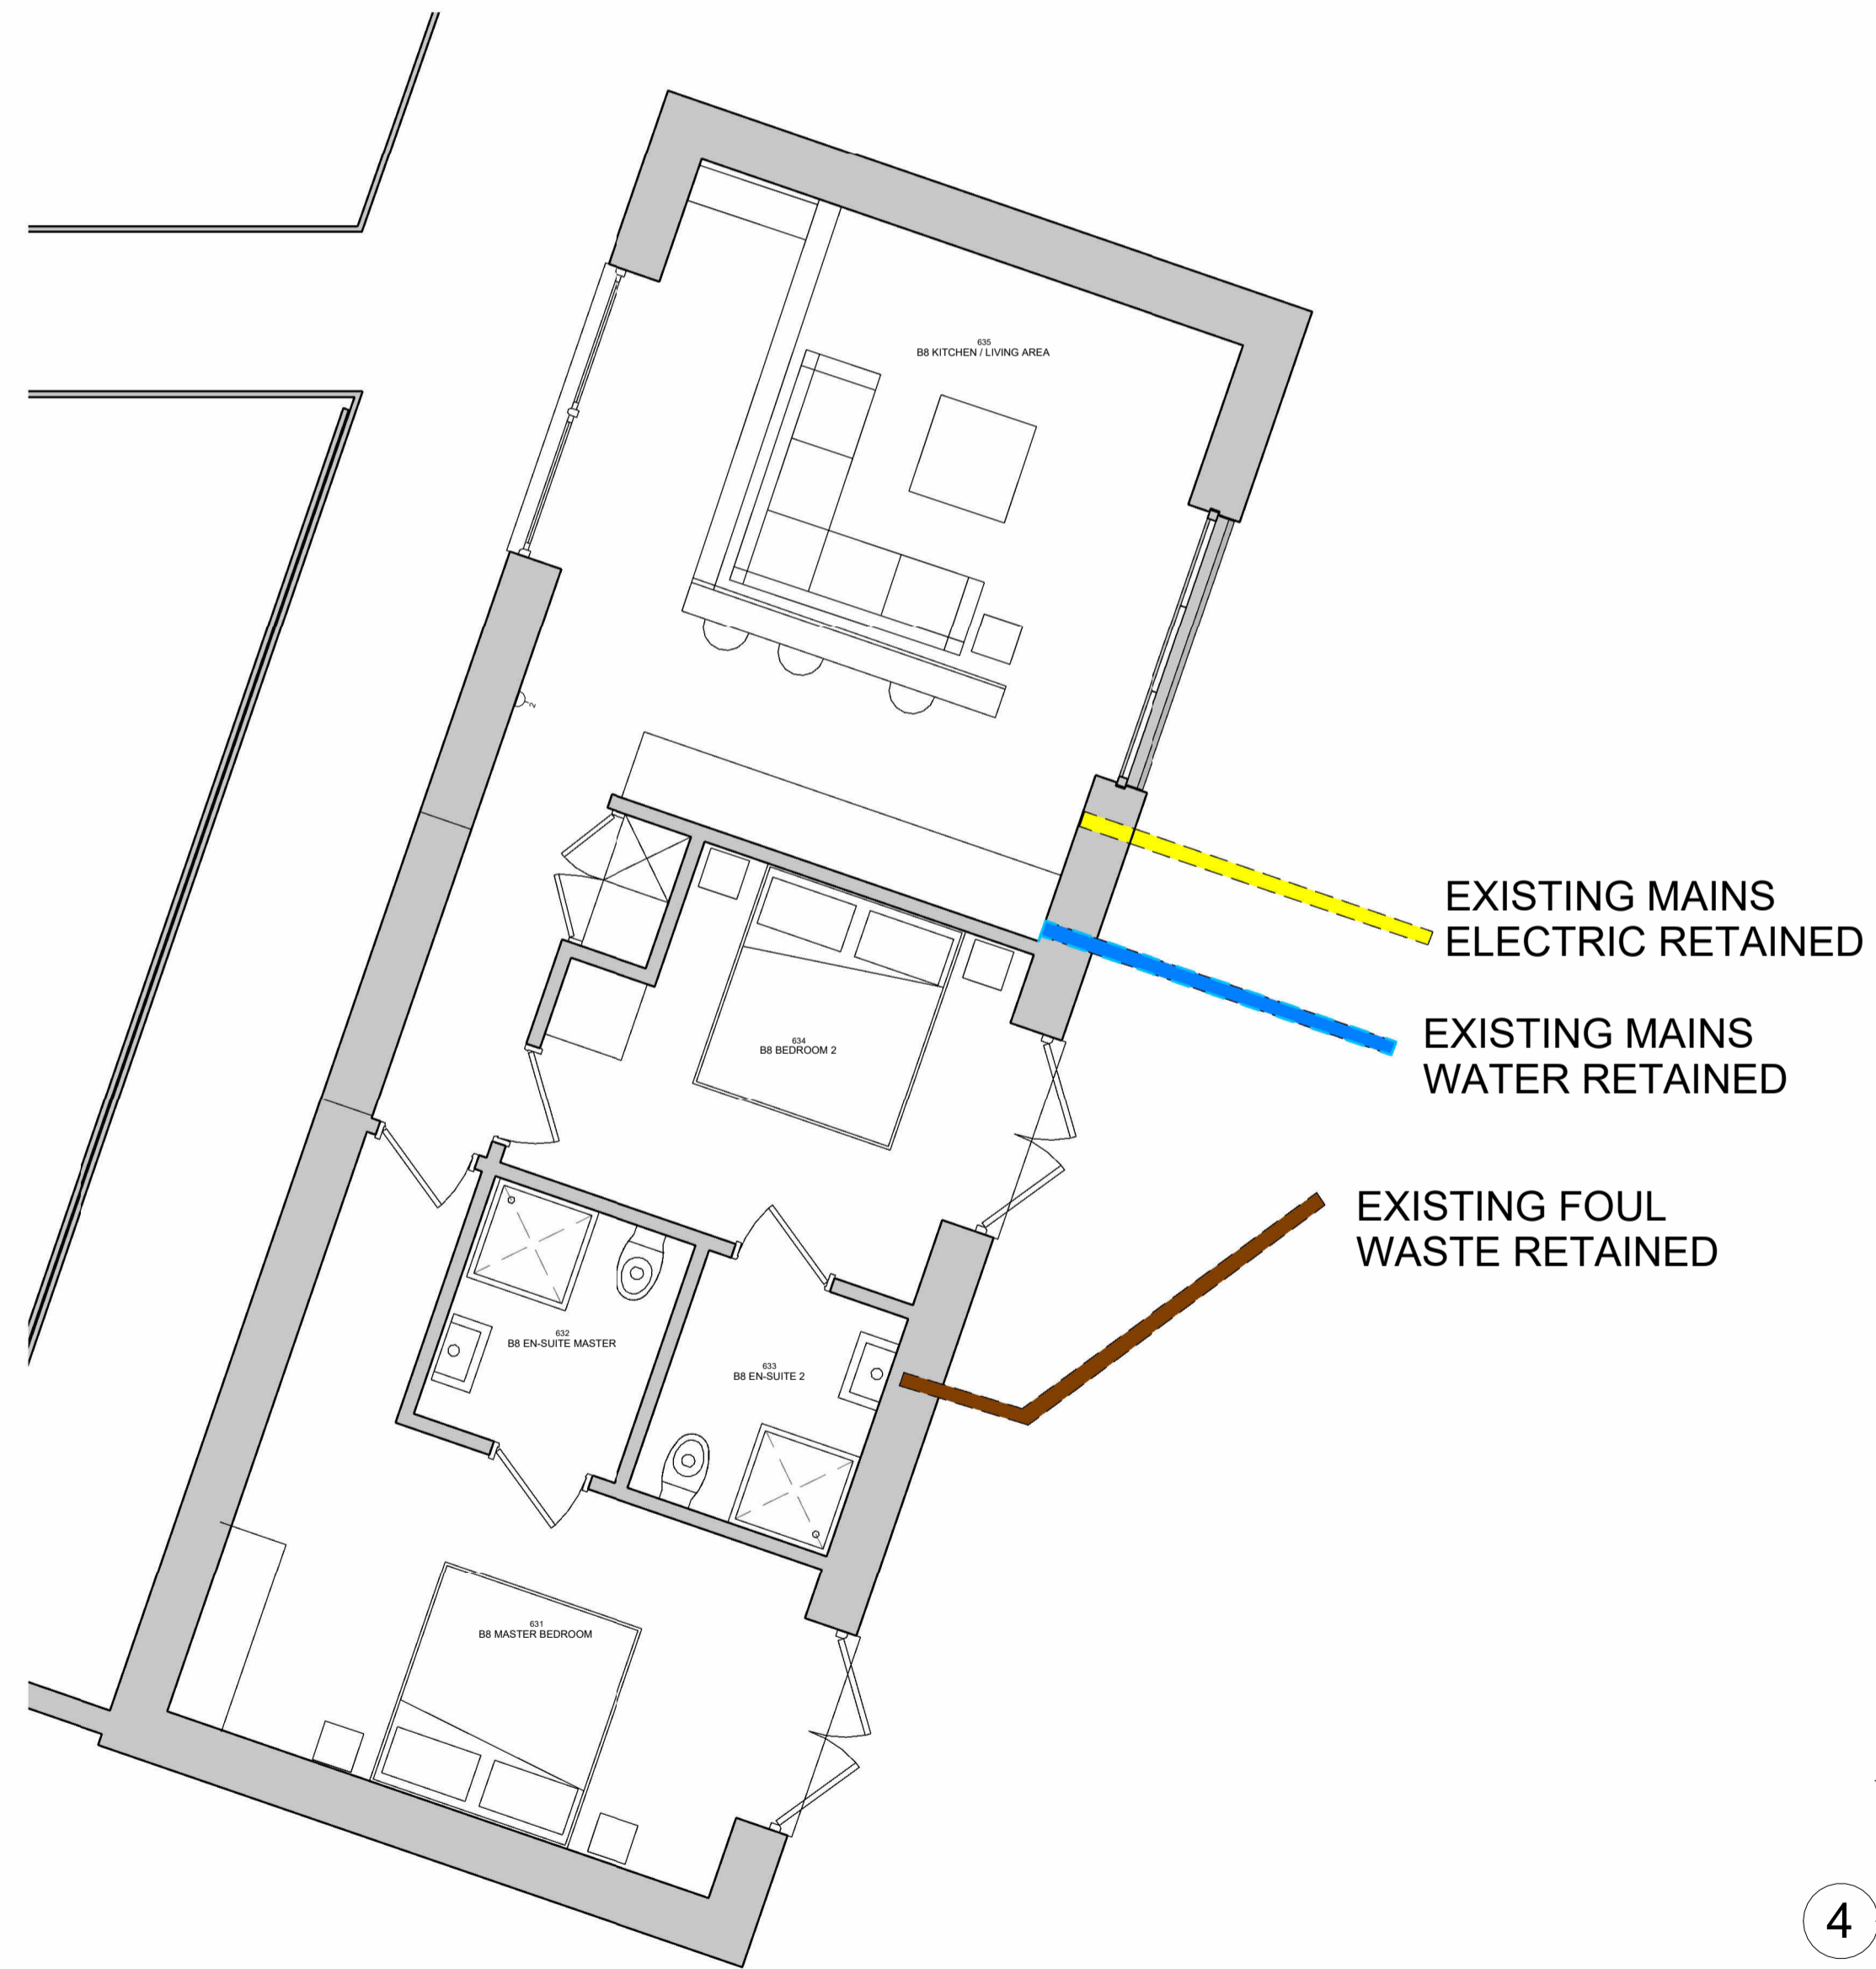 635
B8 KITCHEN / LIVING AREA
2
EXISTING MAINS
ELECTRIC RETAINED
EXISTING MAINS
WATER RETAINED
634
B8 BEDROOM 2
EXISTING FOUL
WASTE RETAINED
632
B8 EN-SUITE MASTER
633
B8 EN-SUITE 2
631
B8 MASTER BEDROOM
4